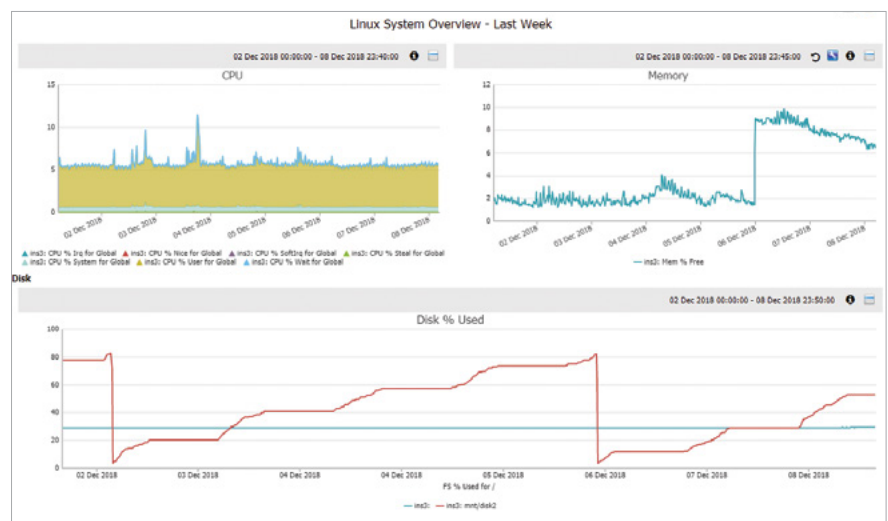 Linux System Overview - Last Week
02 Dec 2018 00:00:00 - 08 Dec 2018 23:40:00
CPU
15
10
5
0
02 Dec 2018 03 Dec 2018 04 Dec 2018 05 Dec 2018 06 Dec 2018 07 Dec 2018 08 Dec 2018
ins3: CPU % Irq for Global ins3: CPU % Nice for Global ins3: CPU % SoftIrq for Global ins3: CPU % Steal for Global
ins3: CPU % System for Global ins3: CPU % User for Global ins3: CPU % Wait for Global
02 Dec 2018 00:00:00 - 08 Dec 2018 23:45:00
Memory
12
10
8
6
4
2
0
02 Dec 2018 03 Dec 2018 04 Dec 2018 05 Dec 2018 06 Dec 2018 07 Dec 2018 08 Dec 2018
ins3: Mem % Free
Disk
02 Dec 2018 00:00:00 - 08 Dec 2018 23:50:00
Disk % Used
100
80
60
40
20
0
02 Dec 2018 03 Dec 2018 04 Dec 2018 04 Dec 2018 05 Dec 2018 06 Dec 2018 07 Dec 2018 08 Dec 2018
FS % Used for /
ins3: ins3: mnt/disk2